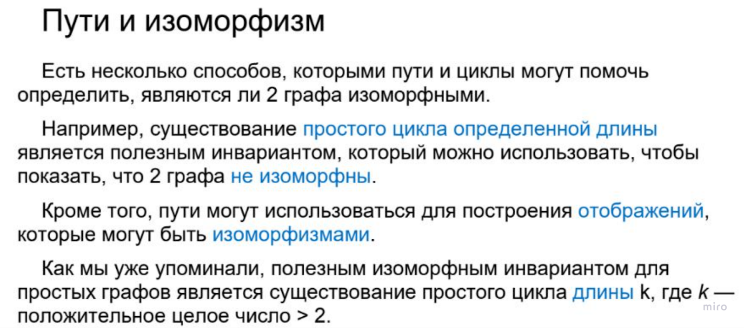 Пути и изоморфизм
Есть несколько способов, которыми пути и циклы могут помочь
определить, являются ли 2 графа изоморфными.
Например, существование простого цикла определенной длины
является полезным инвариантом, который можно использовать, чтобы
показать, что 2 графа не изоморфны.
Кроме того, пути могут использоваться для построения отображений,
которые могут быть изоморфизмами.
Как мы уже упоминали, полезным изоморфным инвариантом для
простых графов является существование простого цикла длины k, где k —
положительное целое число > 2.
miro